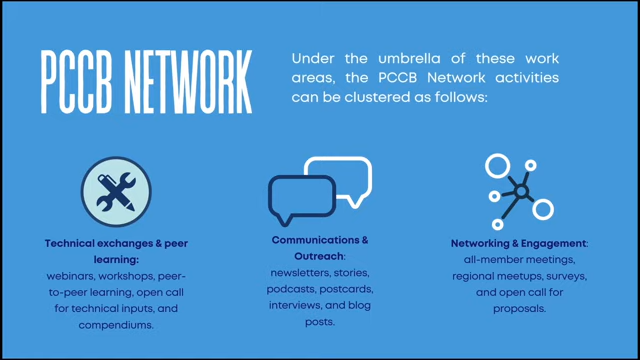 PCCB NETWORK
Under the umbrella of these work
areas, the PCCB Network activities
can be clustered as follows:
Technical exchanges & peer
learning:
webinars, workshops, peer-
to-peer learning, open call
for technical inputs, and
compendiums.
Communications &
Outreach:
newsletters, stories,
podcasts, postcards,
interviews, and blog
posts.
Networking & Engagement:
all-member meetings,
regional meetups, surveys,
and open call for
proposals.